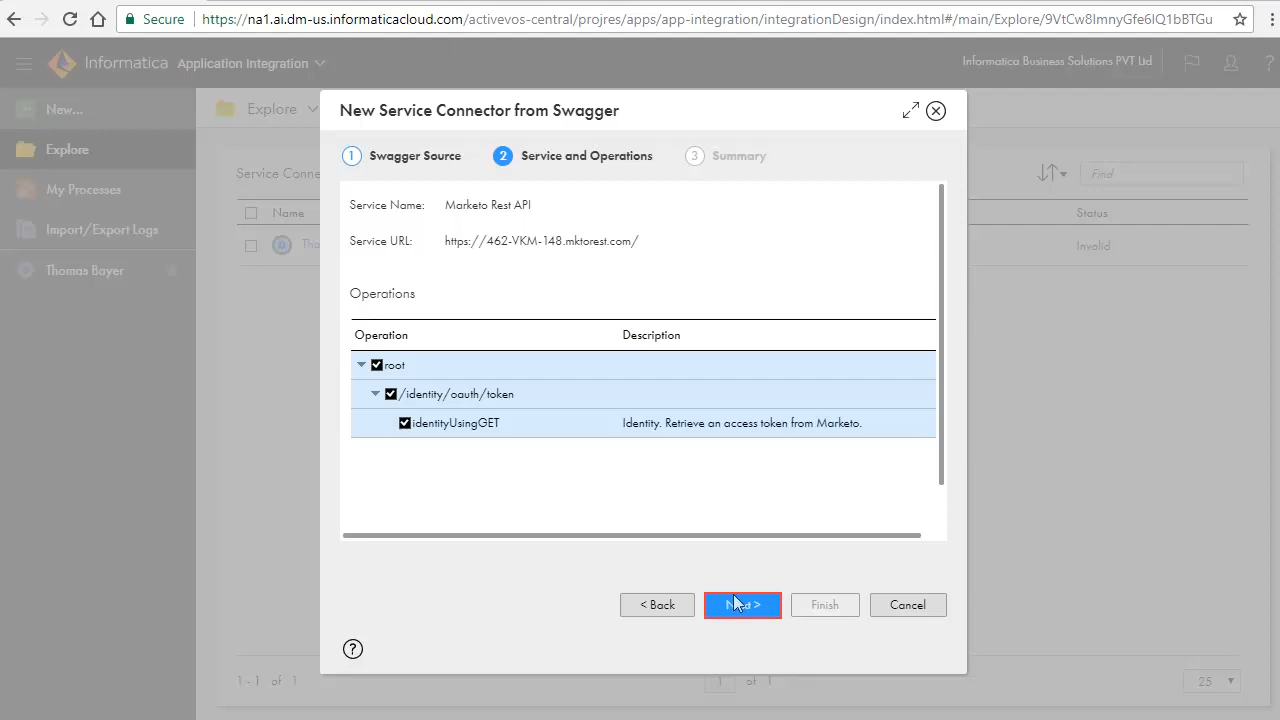 Secure https://na1.ai.dm-us.informaticacloud.com/activevos-central/projres/apps/app-integration/integrationDesign/index.html#/main/Explore/9VtCw8ImnyGfe6IQ1bBTGu
Informatica Application Integration Informatica Business Solutions PVT Ltd ?
New...
Explore
My Processes
Import/Export Logs
Thomas Bayer
Explore
Service Conne
Find
Name Status
Tho Invalid
New Service Connector from Swagger
1 Swagger Source 2 Service and Operations 3 Summary
Service Name: Marketo Rest API
Service URL: https://462-VKM-148.mktorest.com/
Operations
Operation Description
root
/identity/oauth/token
identityUsingGET Identity. Retrieve an access token from Marketo.
< Back Next > Finish Cancel
?
1 - 1 of 1 1 of 1 25